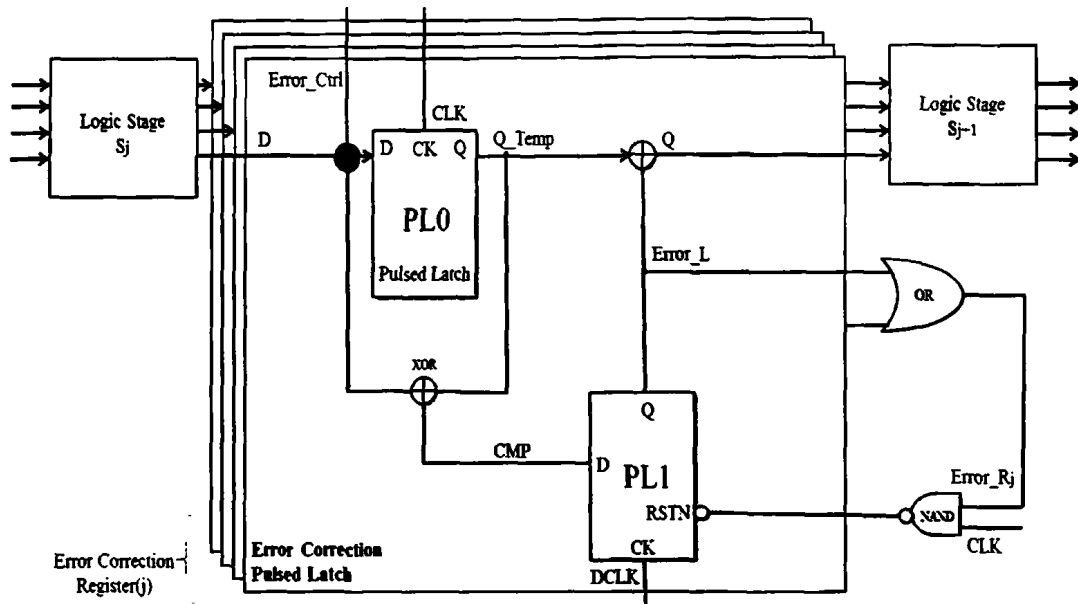 Error_Ctrl
CLK
Logic Stage
Sj
D
D CK Q
Q_Temp
Q
Logic Stage
Sj+1
PL0
Pulsed Latch
Error_L
OR
XOR
Q
CMP
D
PL1
Error_Rj
RSTN
NAND
CLK
CK
DCLK
Error Correction
Pulsed Latch
Error Correction
Register(j)